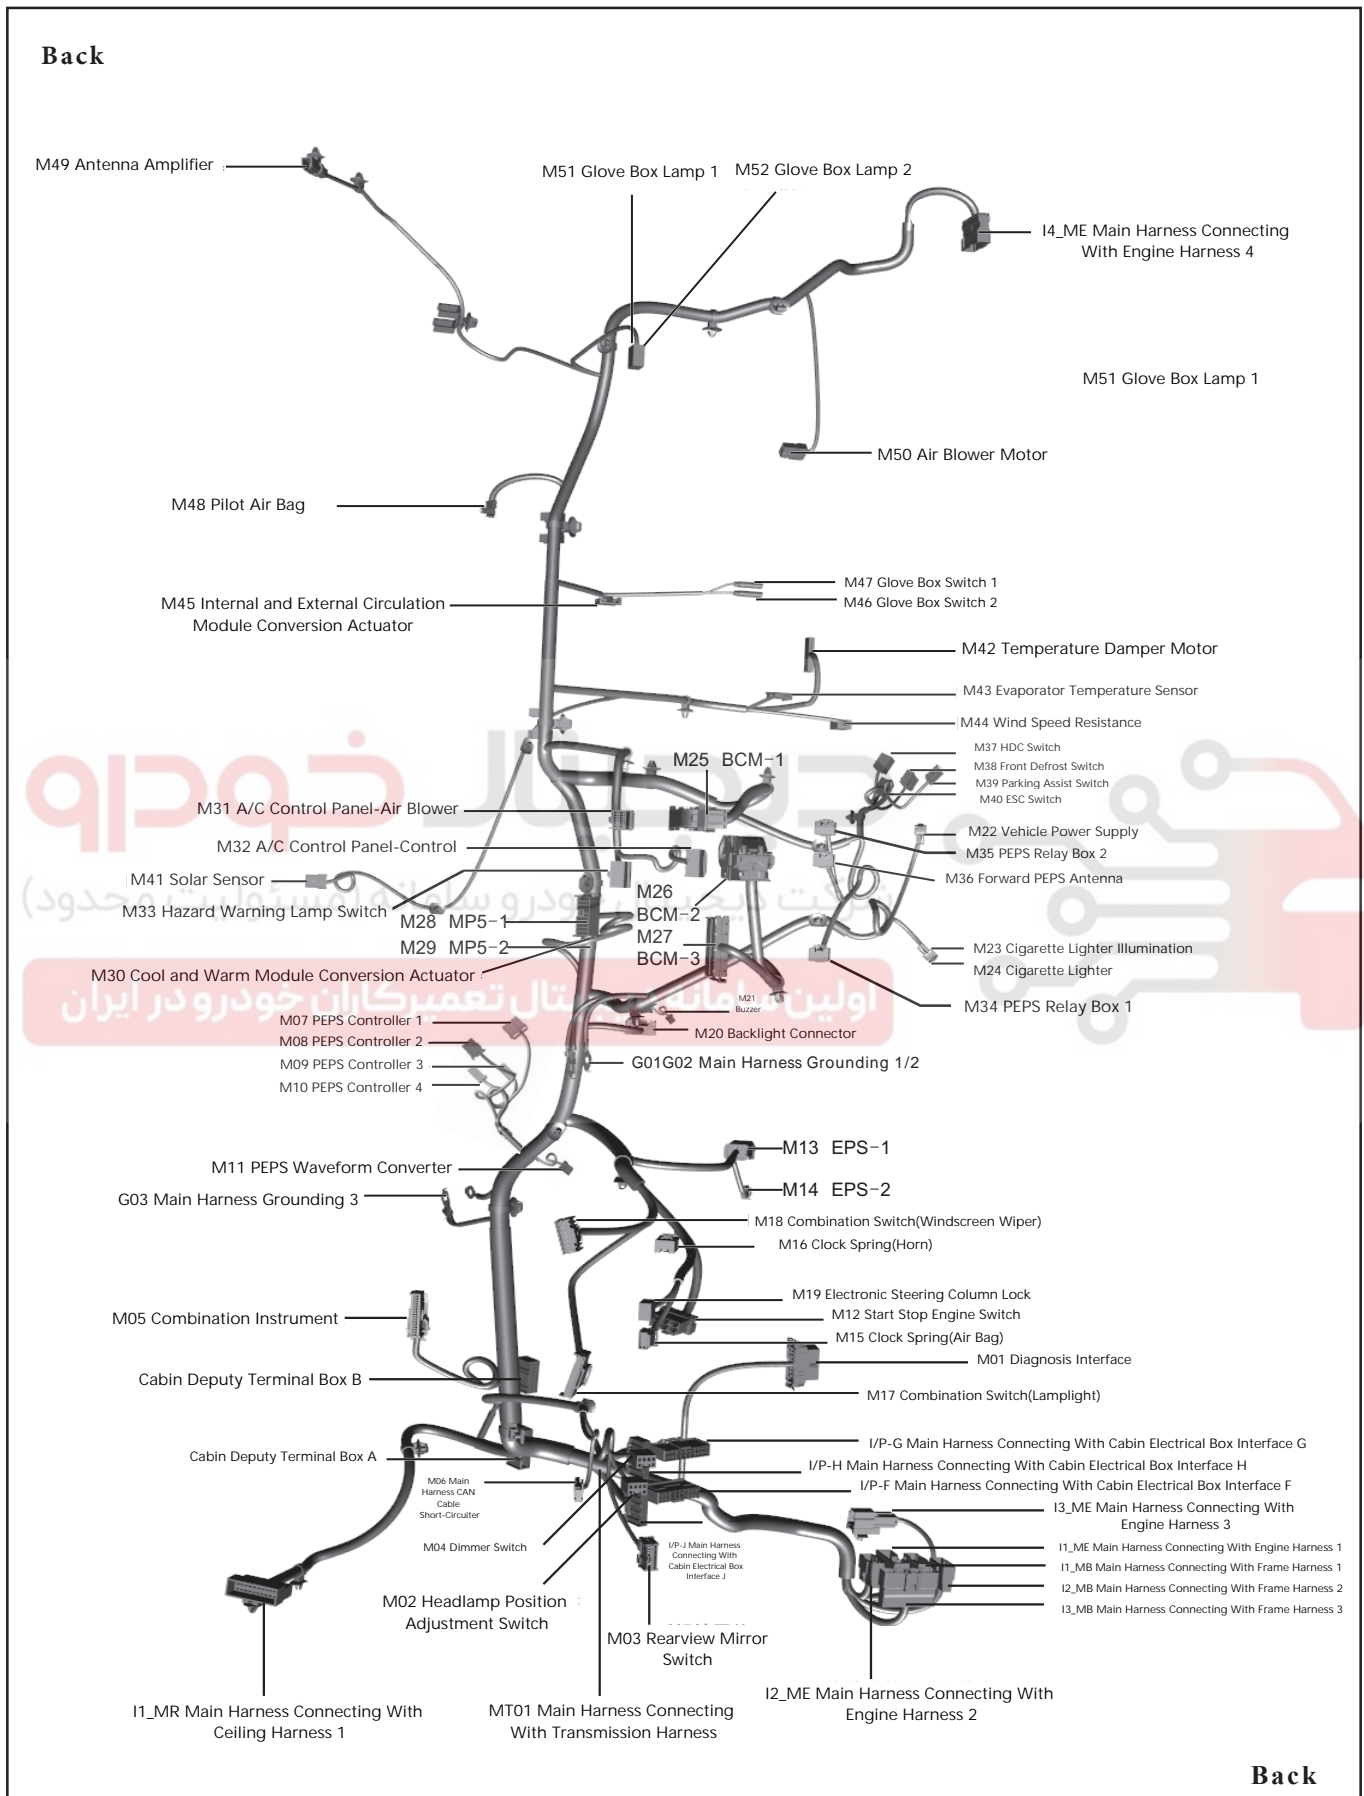 Back
M49 Antenna Amplifier
M51 Glove Box Lamp 1
M52 Glove Box Lamp 2
I4_ME Main Harness Connecting
With Engine Harness 4
M51 Glove Box Lamp 1
M50 Air Blower Motor
M48 Pilot Air Bag
M47 Glove Box Switch 1
M46 Glove Box Switch 2
M45 Internal and External Circulation
Module Conversion Actuator
M42 Temperature Damper Motor
M43 Evaporator Temperature Sensor
M44 Wind Speed Resistance
M37 HDC Switch
M38 Front Defrost Switch
M39 Parking Assist Switch
M40 ESC Switch
M25 BCM-1
M31 A/C Control Panel-Air Blower
M32 A/C Control Panel-Control
M22 Vehicle Power Supply
M35 PEPS Relay Box 2
M36 Forward PEPS Antenna
M41 Solar Sensor
M33 Hazard Warning Lamp Switch
M26
BCM-2
M27
BCM-3
M28 MP5-1
M29 MP5-2
M23 Cigarette Lighter Illumination
M24 Cigarette Lighter
M30 Cool and Warm Module Conversion Actuator
M34 PEPS Relay Box 1
M21
Buzzer
M20 Backlight Connector
M07 PEPS Controller 1
M08 PEPS Controller 2
M09 PEPS Controller 3
M10 PEPS Controller 4
G01G02 Main Harness Grounding 1/2
M13 EPS-1
M14 EPS-2
M11 PEPS Waveform Converter
G03 Main Harness Grounding 3
M18 Combination Switch(Windscreen Wiper)
M16 Clock Spring(Horn)
M19 Electronic Steering Column Lock
M12 Start Stop Engine Switch
M15 Clock Spring(Air Bag)
M05 Combination Instrument
M01 Diagnosis Interface
Cabin Deputy Terminal Box B
M17 Combination Switch(Lamplight)
Cabin Deputy Terminal Box A
I/P-G Main Harness Connecting With Cabin Electrical Box Interface G
I/P-H Main Harness Connecting With Cabin Electrical Box Interface H
I/P-F Main Harness Connecting With Cabin Electrical Box Interface F
M06 Main
Harness CAN
Cable
Short-Circuiter
I3_ME Main Harness Connecting With
Engine Harness 3
M04 Dimmer Switch
I/P-J Main Harness
Connecting With
Cabin Electrical Box
Interface J
I1_ME Main Harness Connecting With Engine Harness 1
I1_MB Main Harness Connecting With Frame Harness 1
I2_MB Main Harness Connecting With Frame Harness 2
I3_MB Main Harness Connecting With Frame Harness 3
M02 Headlamp Position
Adjustment Switch
M03 Rearview Mirror
Switch
I2_ME Main Harness Connecting With
Engine Harness 2
I1_MR Main Harness Connecting With
Ceiling Harness 1
MT01 Main Harness Connecting
With Transmission Harness
دیجیتال خودرو
شرکت دیجیتال خودرو سامانه (مسئولیت محدود)
اولین سامانه دیجیتال تعمیرکاران خودرو در ایران
Back